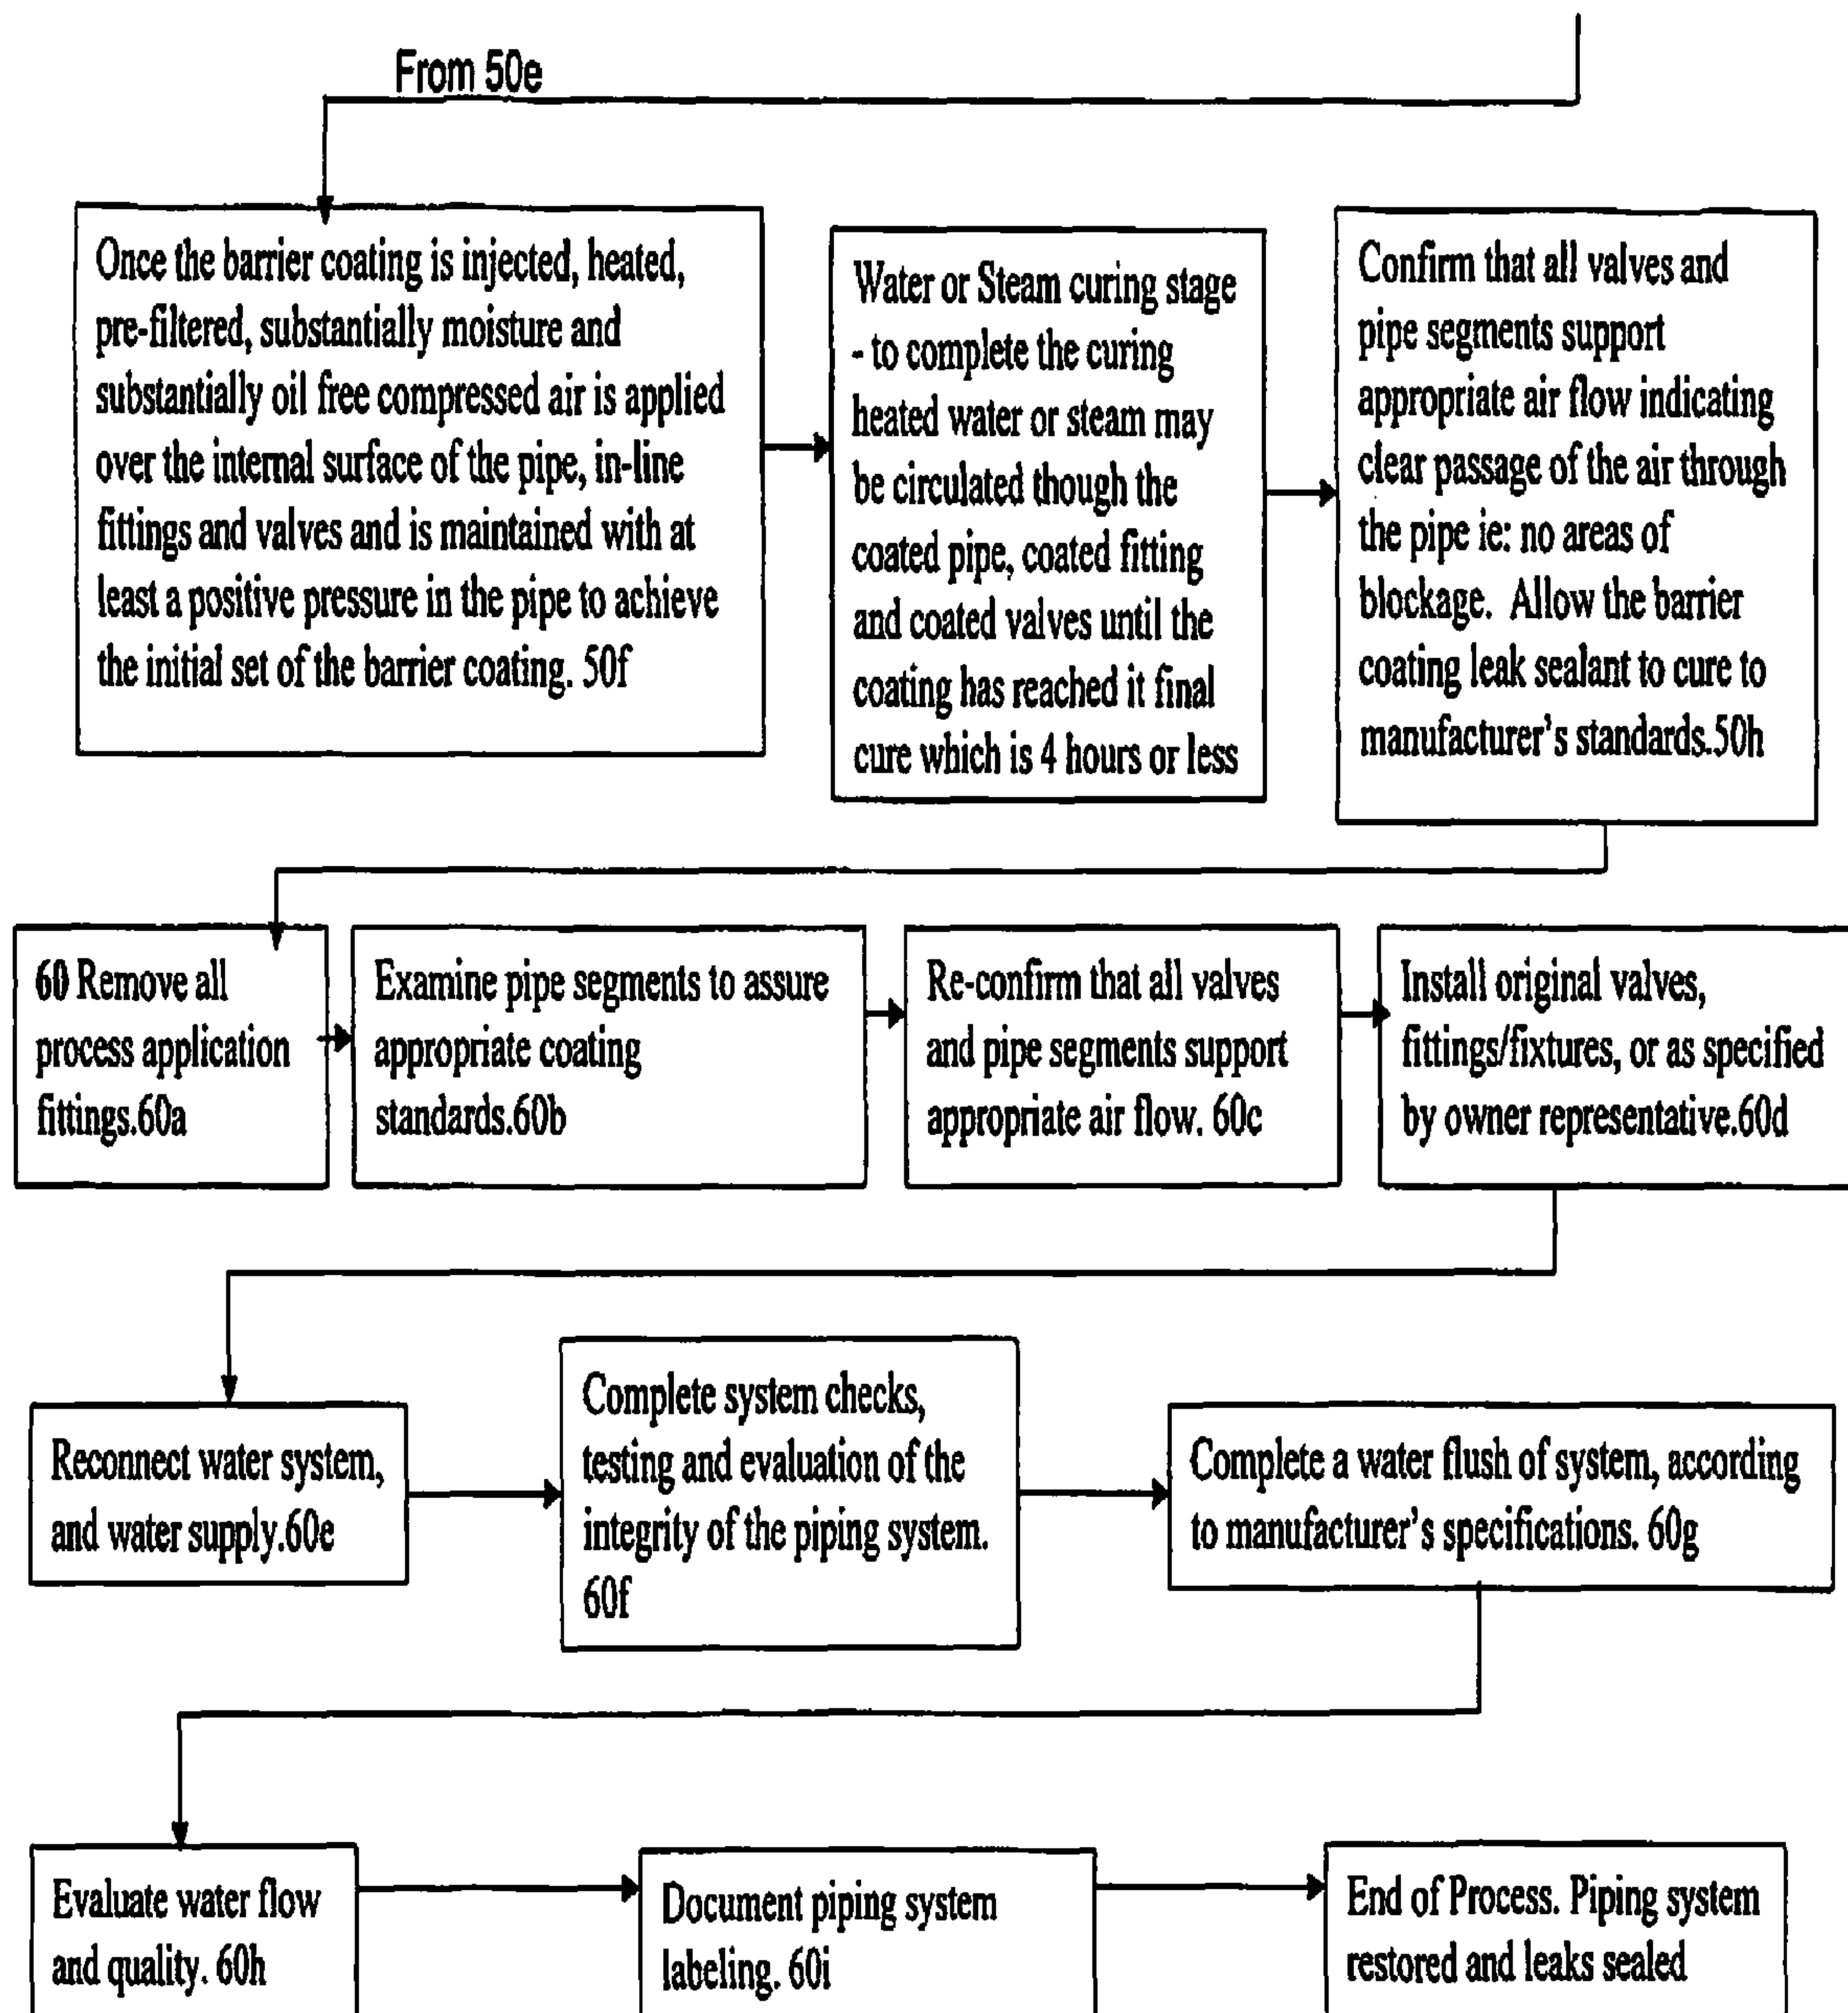 From 50e
Once the barrier coating is injected, heated,
pre-filtered, substantially moisture and
substantially oil free compressed air is applied
over the internal surface of the pipe, in-line
fittings and valves and is maintained with at
least a positive pressure in the pipe to achieve
the initial set of the barrier coating. 50f
Water or Steam curing stage
- to complete the curing
heated water or steam may
be circulated though the
coated pipe, coated fitting
and coated valves until the
coating has reached it final
cure which is 4 hours or less
Confirm that all valves and
pipe segments support
appropriate air flow indicating
clear passage of the air through
the pipe ie: no areas of
blockage. Allow the barrier
coating leak sealant to cure to
manufacturer's standards.50h
60 Remove all
process application
fittings.60a
Examine pipe segments to assure
appropriate coating
standards.60b
Re-confirm that all valves
and pipe segments support
appropriate air flow. 60c
Install original valves,
fittings/fixtures, or as specified
by owner representative.60d
Reconnect water system,
and water supply.60e
Complete system checks,
testing and evaluation of the
integrity of the piping system.
60f
Complete a water flush of system, according
to manufacturer's specifications. 60g
Evaluate water flow
and quality. 60h
Document piping system
labeling. 60i
End of Process. Piping system
restored and leaks sealed